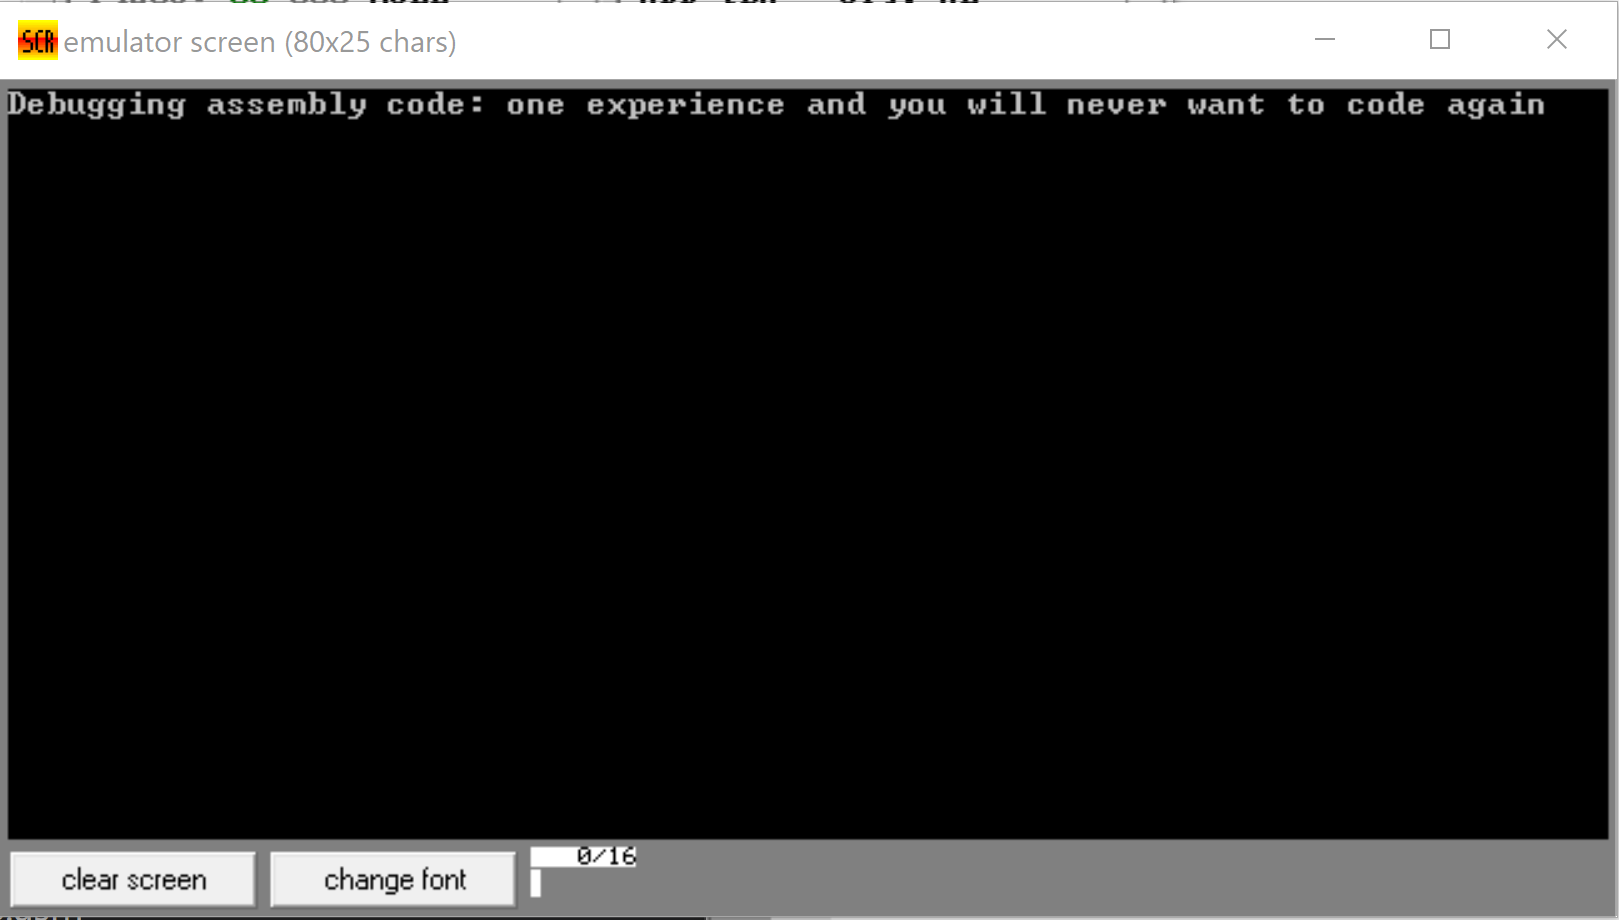 SCR emulator screen (80x25 chars)
Debugging assembly code: one experience and you will never want to code again
clear screen
change font
0/16